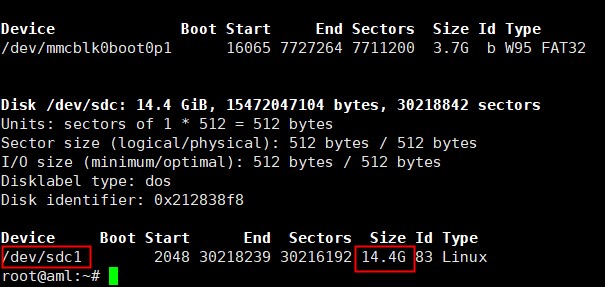 Device Boot Start End Sectors Size Id Type
/dev/mmcblk0boot0p1 16065 7727264 7711200 3.7G b W95 FAT32
Disk /dev/sdc: 14.4 GiB, 15472047104 bytes, 30218842 sectors
Units: sectors of 1 * 512 = 512 bytes
Sector size (logical/physical): 512 bytes / 512 bytes
I/O size (minimum/optimal): 512 bytes / 512 bytes
Disklabel type: dos
Disk identifier: 0x212838f8
Device Boot Start End Sectors Size Id Type
/dev/sdc1 2048 30218239 30216192 14.4G 83 Linux
root@aml:~#